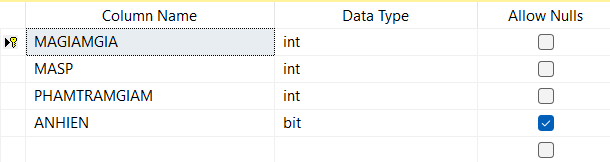 Column Name Data Type Allow Nulls
MAGIAMGIA int
MASP int
PHAMTRAMGIAM int
ANHIEN bit